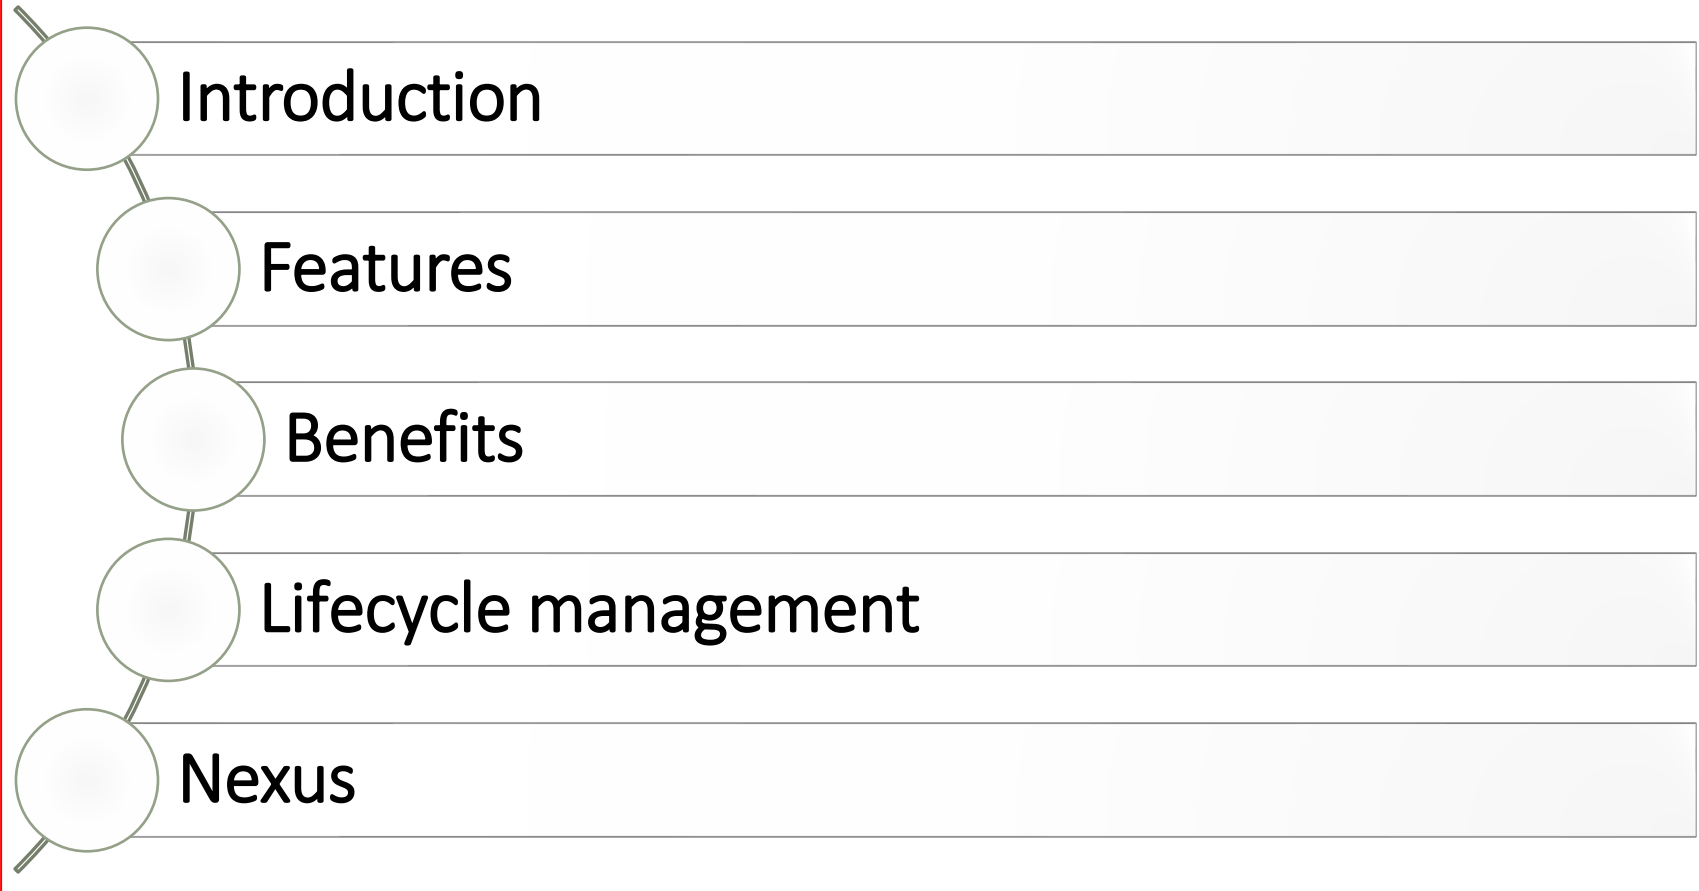 Introduction
Features
Benefits
Lifecycle management
Nexus